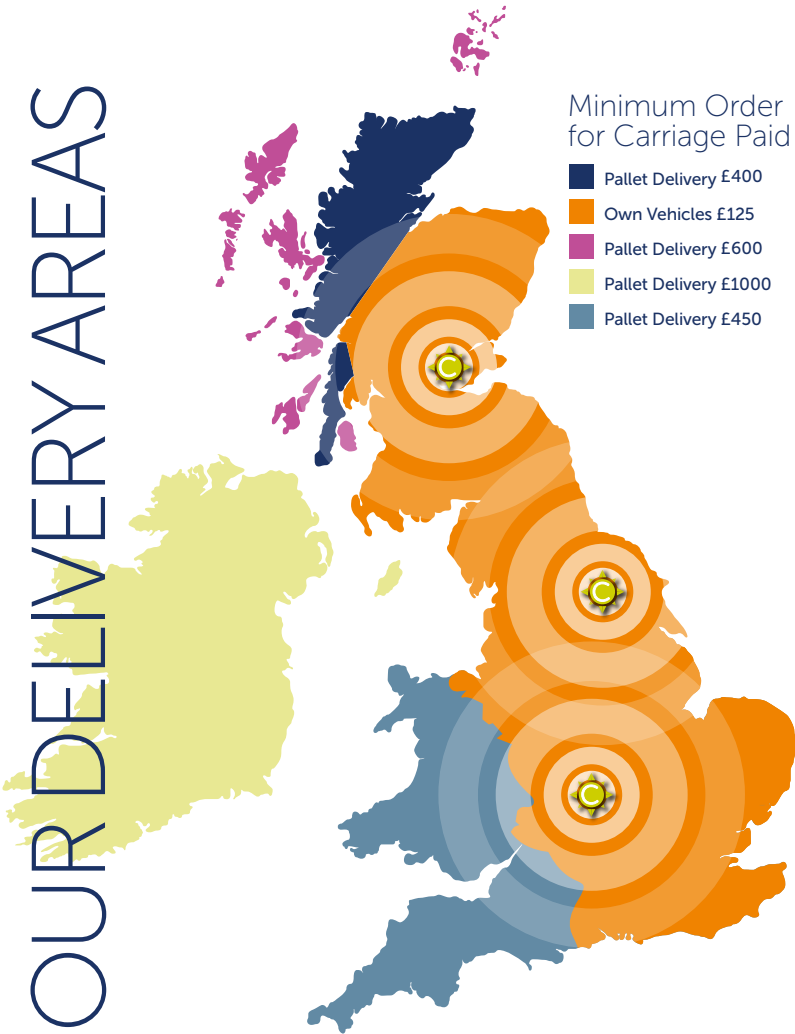 OUR DELIVERY AREAS
Minimum Order
for Carriage Paid
Pallet Delivery £400
Own Vehicles £125
Pallet Delivery £600
Pallet Delivery £1000
Pallet Delivery £450
C
C
C